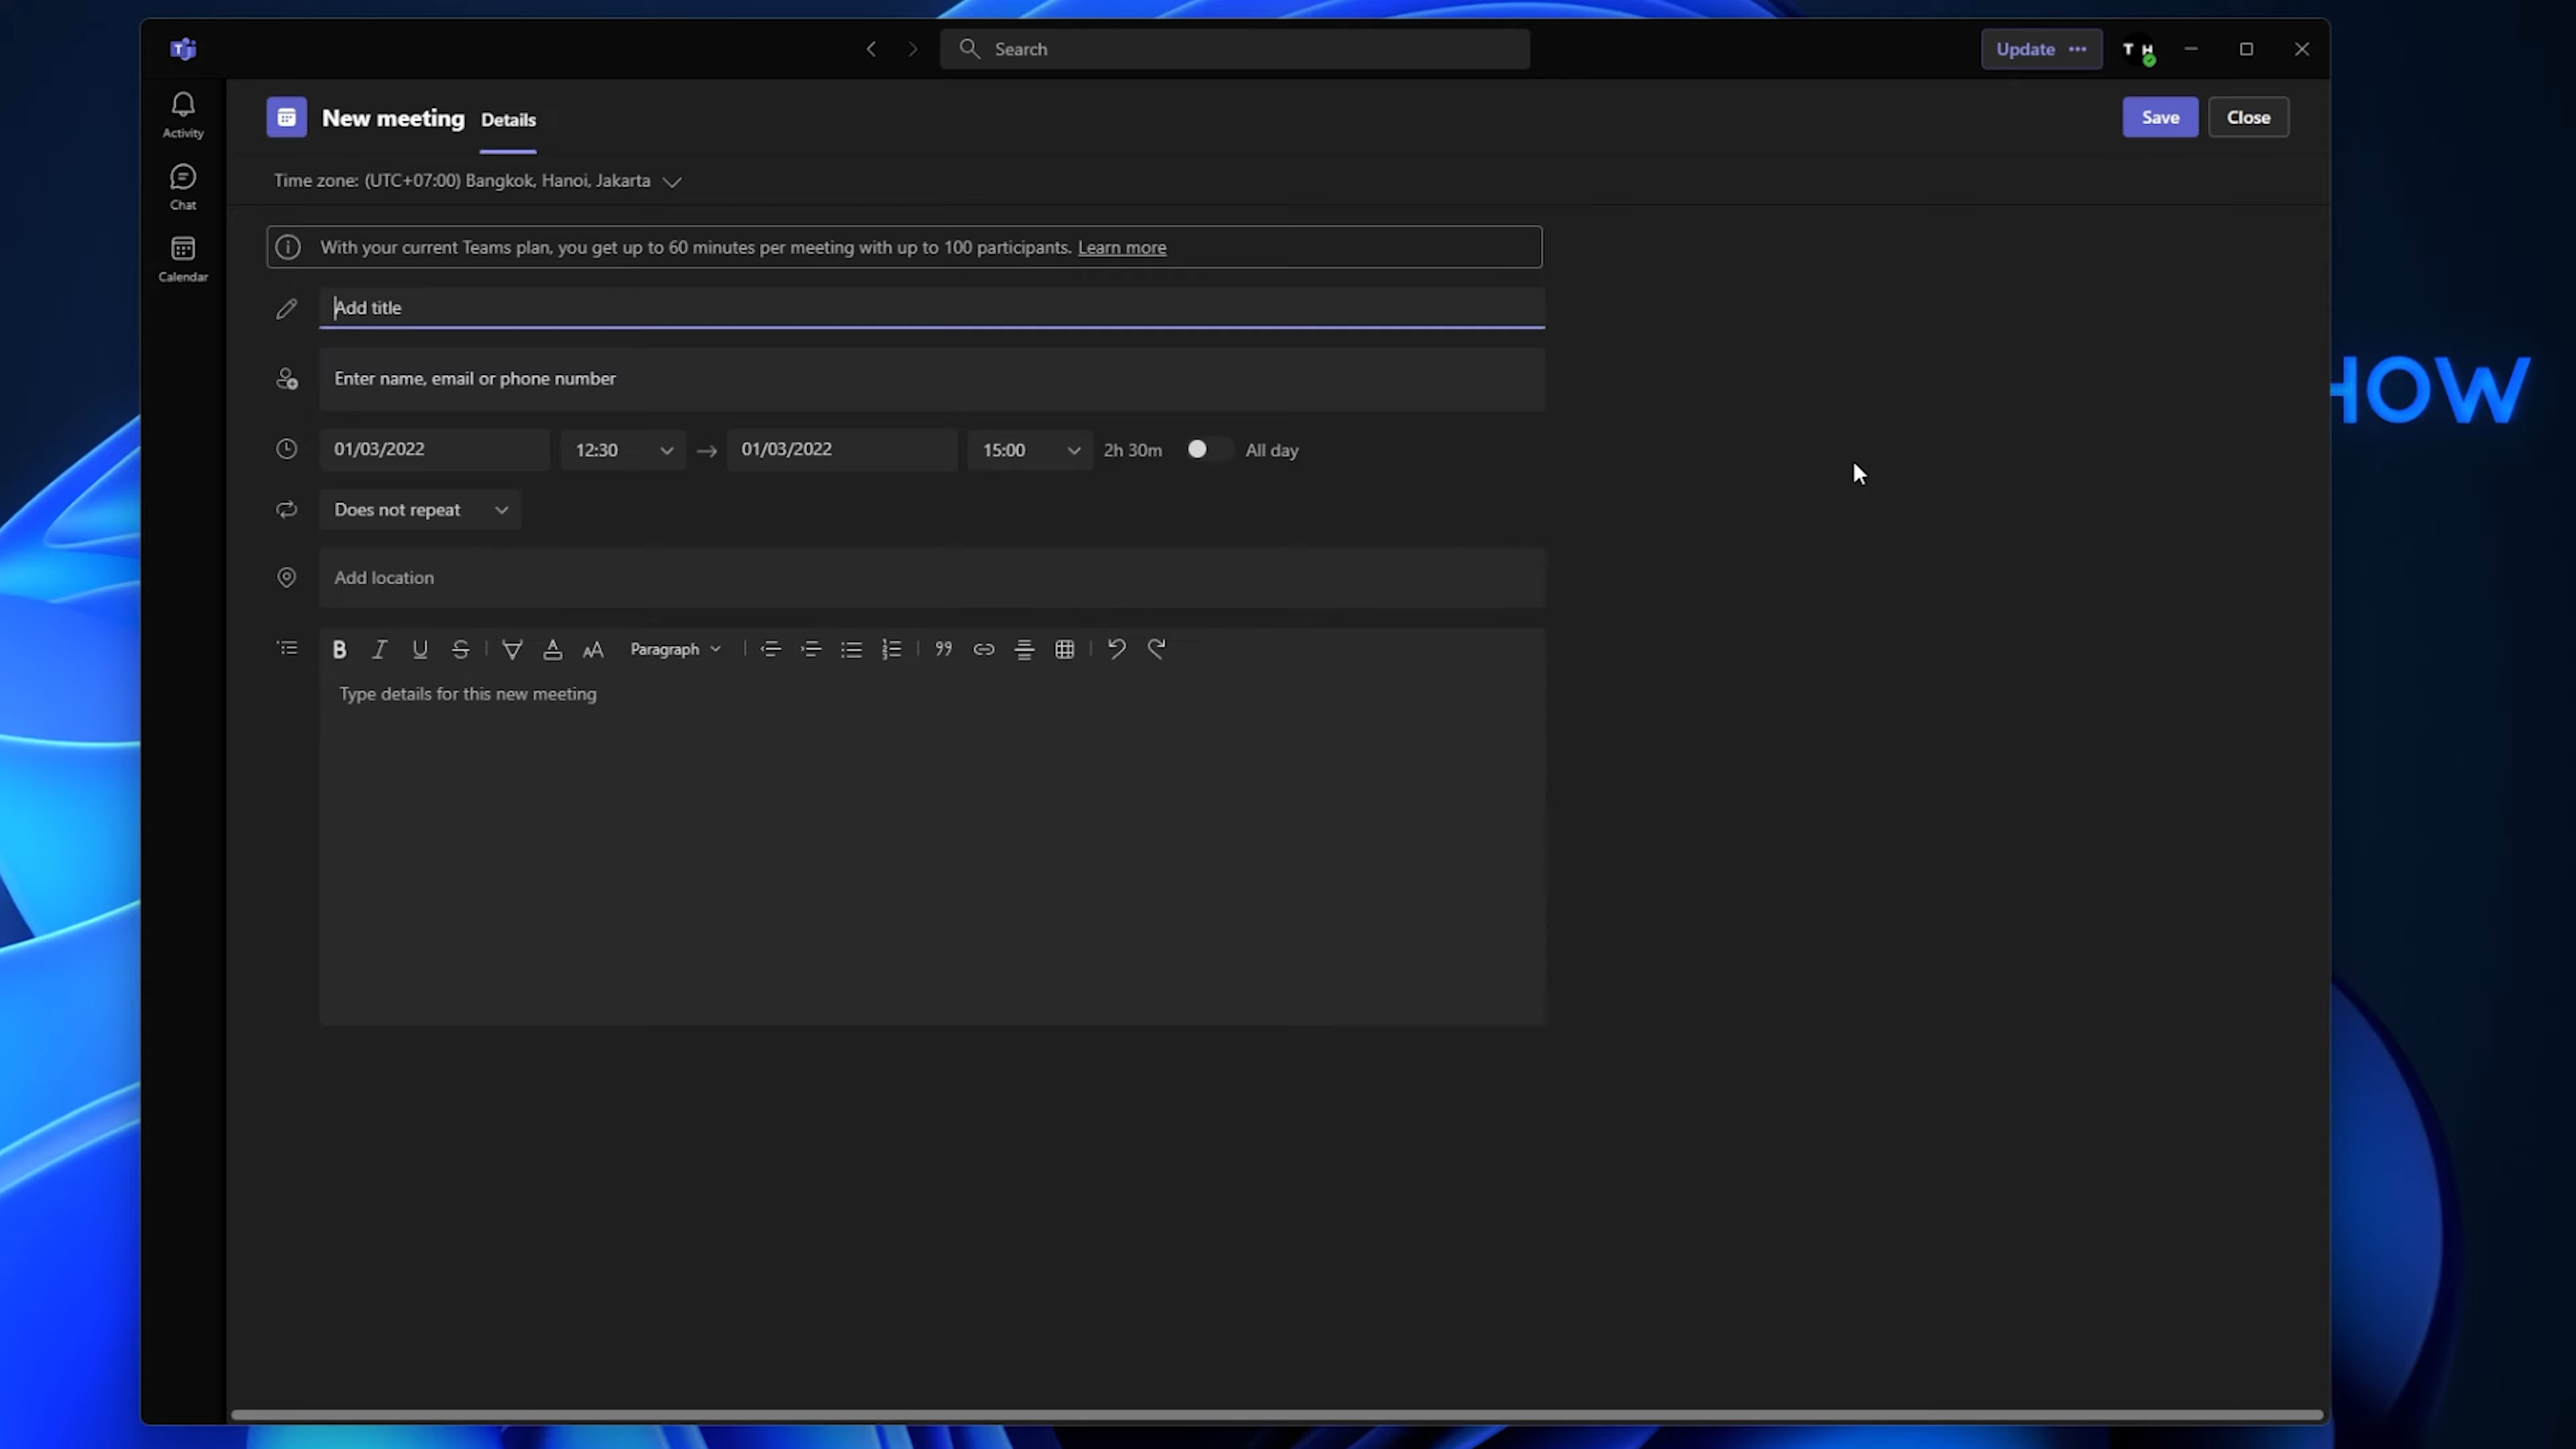 Search
Update ...
T H
Activity
Chat
Calendar
New meeting Details
Save Close
Time zone: (UTC+07:00) Bangkok, Hanoi, Jakarta
With your current Teams plan, you get up to 60 minutes per meeting with up to 100 participants. Learn more
Add title
Enter name, email or phone number
01/03/2022 12:30 → 01/03/2022 15:00 2h 30m All day
Does not repeat
Add location
B I U S A AA Paragraph
Type details for this new meeting
HOW